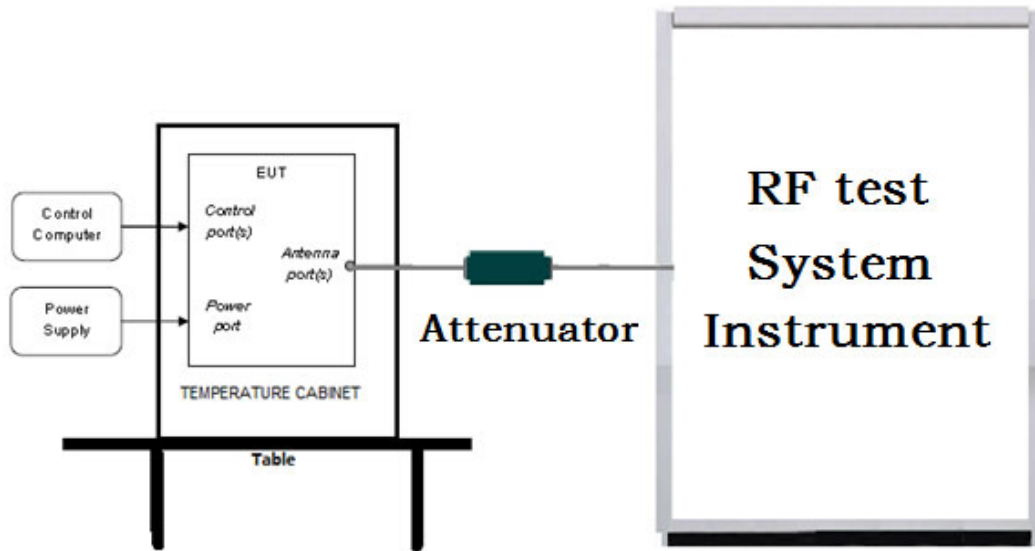 EUT
Control
Computer
Control
port(s)
Antenna
port(s)
Power
Supply
Power
port
TEMPERATURE CABINET
Table
Attenuator
RF test
System
Instrument